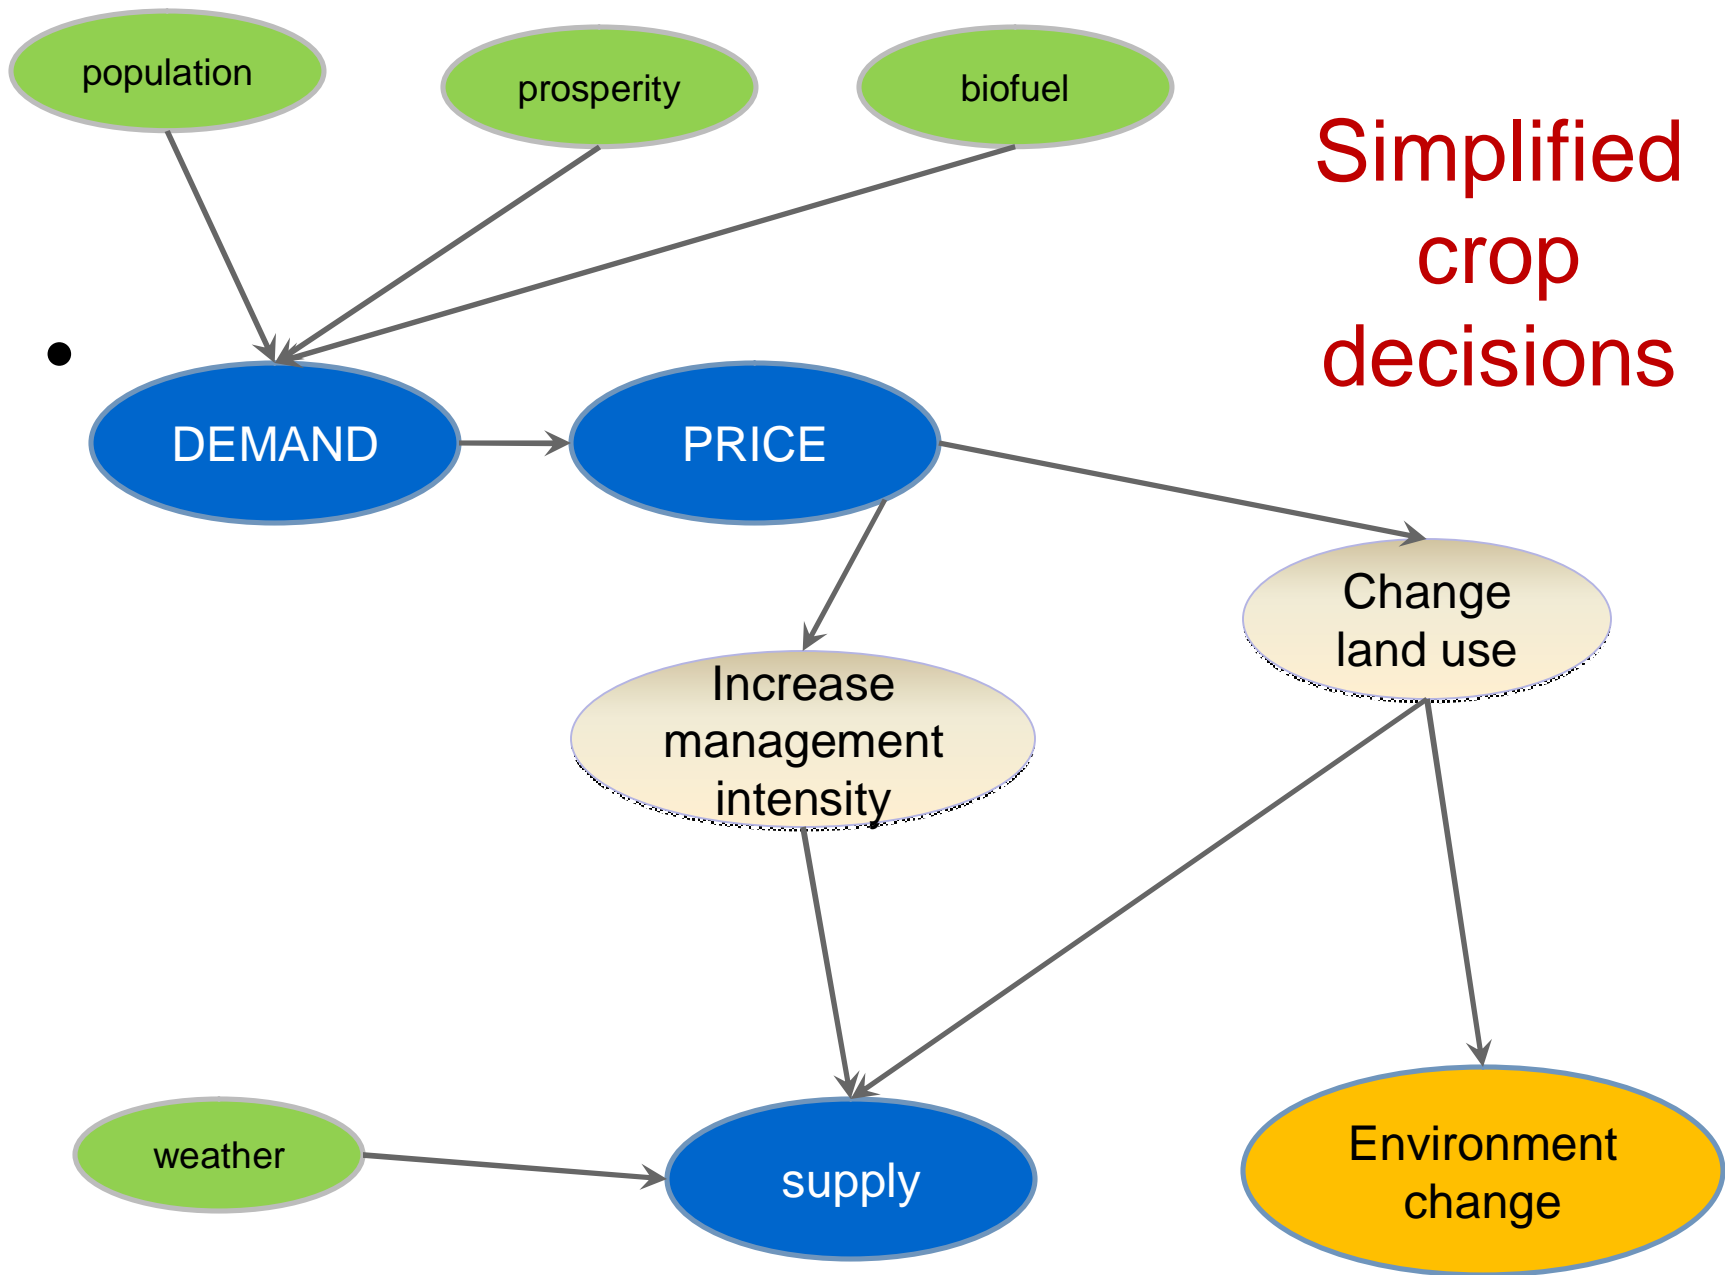 population
prosperity
biofuel
Simplified
crop
decisions
•
DEMAND
PRICE
Change
land use
Increase
management
intensity
weather
supply
Environment
change